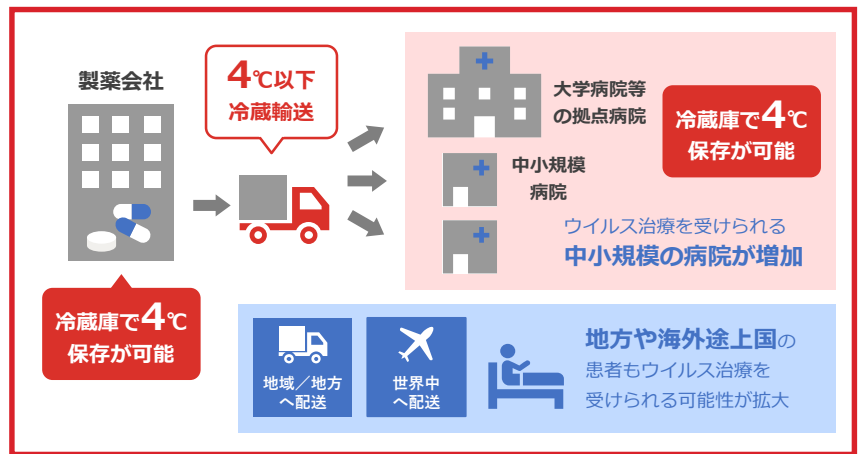 製薬会社
4℃以下
冷蔵輸送
冷蔵庫で4℃
保存が可能
大学病院等
の拠点病院
冷蔵庫で4℃
保存が可能
中小規模
病院
ウイルス治療を受けられる
中小規模の病院が増加
地域／地方
へ配送
世界中
へ配送
地方や海外途上国の
患者もウイルス治療を
受けられる可能性が拡大